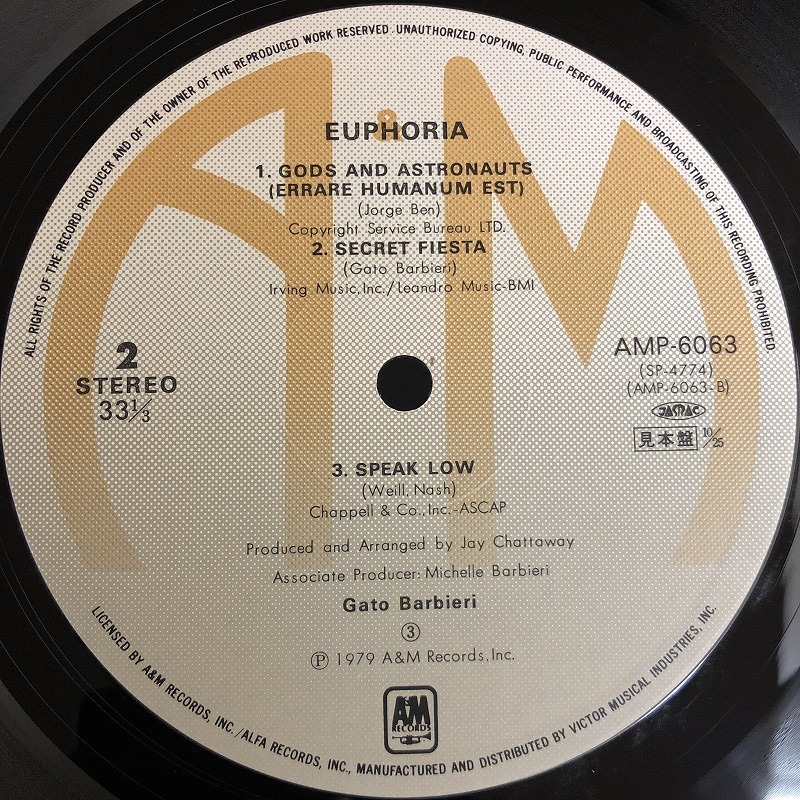 ALL RIGHTS OF THE RECORD PRODUCER AND OF THE OWNER OF THE REPRODUCED WORK RESERVED. UNAUTHORIZED COPYING, PUBLIC PERFORMANCE AND BROADCASTING OF THIS RECORDING PROHIBITED
A&M
EUPHORIA
1. GODS AND ASTRONAUTS
(ERRARE HUMANUM EST)
(Jorge Ben)
Copyright Service Bureau LTD.
2. SECRET FIESTA
(Gato Barbieri)
Irving Music, Inc./Leandro Music-BMI
2
STEREO
33⅓
AMP-6063
(SP-4774)
(AMP-6063-B)
JASRAC
見本盤 10/25
3. SPEAK LOW
(Weill, Nash)
Chappell & Co., Inc.-ASCAP
Produced and Arranged by Jay Chattaway
Associate Producer: Michelle Barbieri
Gato Barbieri
③
Ⓟ 1979 A&M Records, Inc.
A&M
RECORDS
LICENSED BY A&M RECORDS, INC./ALFA RECORDS, INC., MANUFACTURED AND DISTRIBUTED BY VICTOR MUSICAL INDUSTRIES, INC.